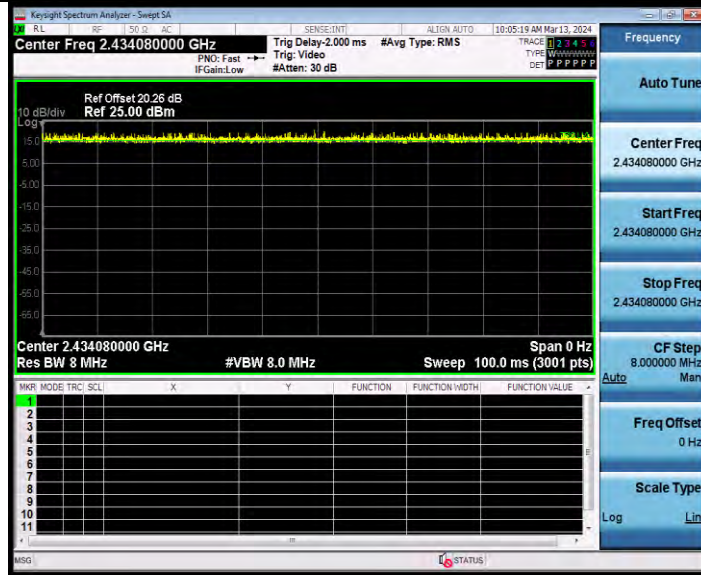 Keysight Spectrum Analyzer - Swept SA
LXI RL RF 50 Ω AC SENSE:INT ALIGN AUTO 10:05:19 AM Mar 13, 2024
Center Freq 2.434080000 GHz
PNO: Fast
IFGain:Low
Trig Delay-2.000 ms
Trig: Video
#Atten: 30 dB
#Avg Type: RMS
TRACE 1 2 3 4 5 6
TYPE
DET P P P P P P
Ref Offset 20.26 dB
10 dB/div Ref 25.00 dBm
Log
15.0
5.00
-5.00
-15.0
-25.0
-35.0
-45.0
-55.0
-65.0
Center 2.434080000 GHz Span 0 Hz
Res BW 8 MHz #VBW 8.0 MHz Sweep 100.0 ms (3001 pts)
MKR MODE TRC SCL X Y FUNCTION FUNCTION WIDTH FUNCTION VALUE
1
2
3
4
5
6
7
8
9
10
11
MSG STATUS
Frequency
Auto Tune
Center Freq
2.434080000 GHz
Start Freq
2.434080000 GHz
Stop Freq
2.434080000 GHz
CF Step
8.000000 MHz
Auto Man
Freq Offset
0 Hz
Scale Type
Log Lin